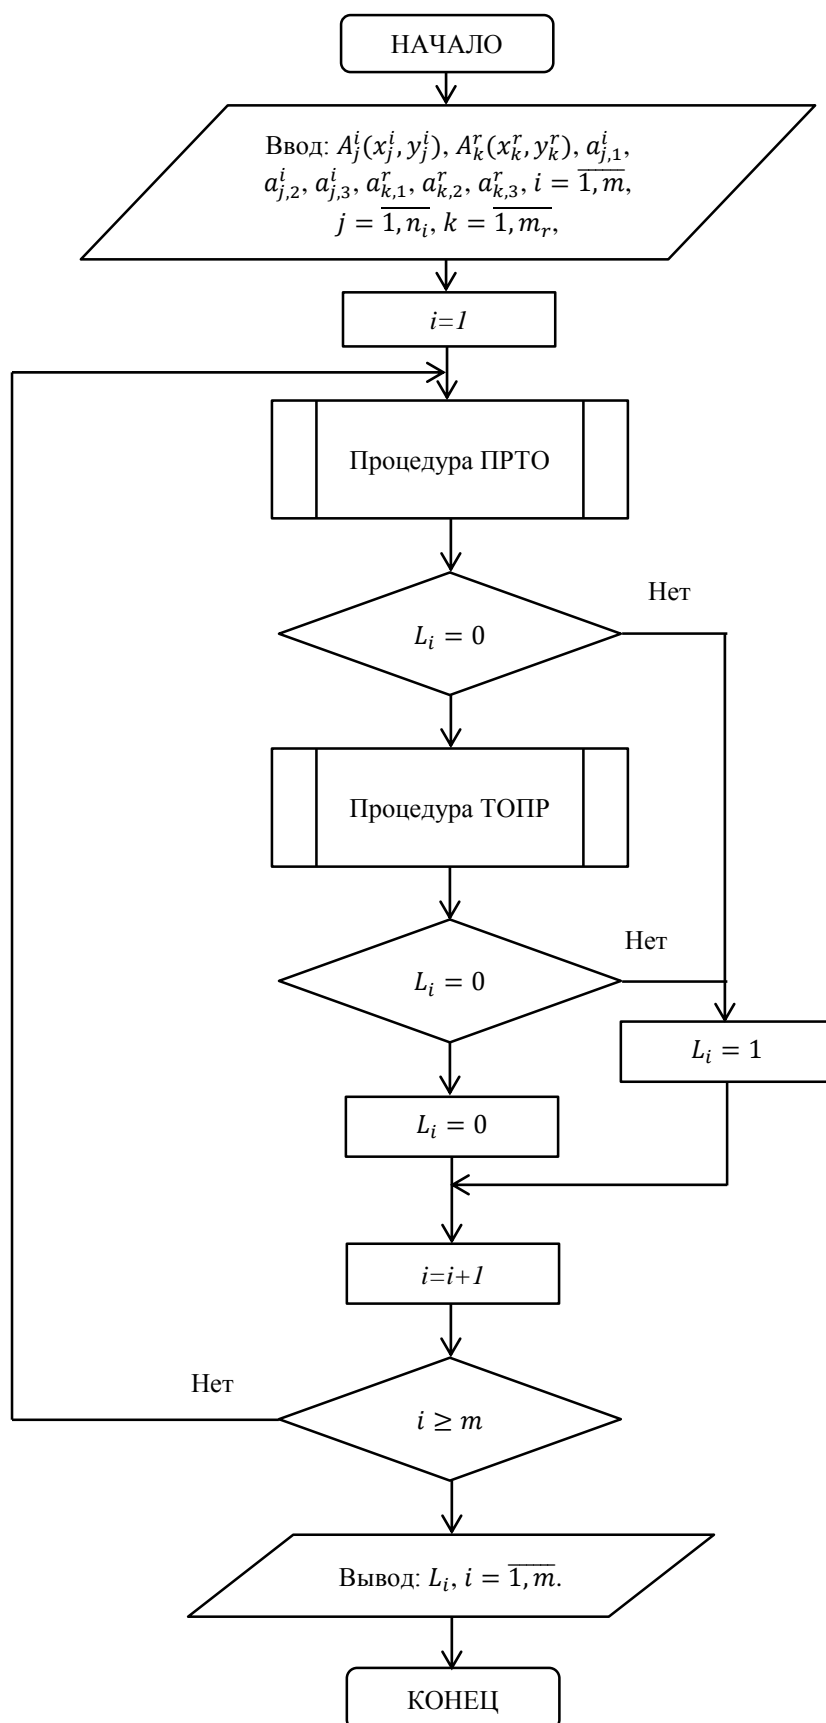 НАЧАЛО
Ввод: $A_j^i(x_j^i, y_j^i)$, $A_k^r(x_k^r, y_k^r)$, $a_{j,1}^i$,
$a_{j,2}^i$, $a_{j,3}^i$, $a_{k,1}^r$, $a_{k,2}^r$, $a_{k,3}^r$, $i = \overline{1,m}$,
$j = \overline{1,n_i}$, $k = \overline{1,m_r}$,
i=1
Процедура ПРТО
Нет
$L_i = 0$
Процедура ТОПР
Нет
$L_i = 0$
$L_i = 1$
$L_i = 0$
i=i+1
Нет
$i \geq m$
Вывод: $L_i$, $i = \overline{1,m}$.
КОНЕЦ